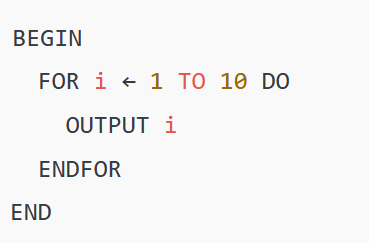 BEGIN
FOR i ← 1 TO 10 DO
OUTPUT i
ENDFOR
END